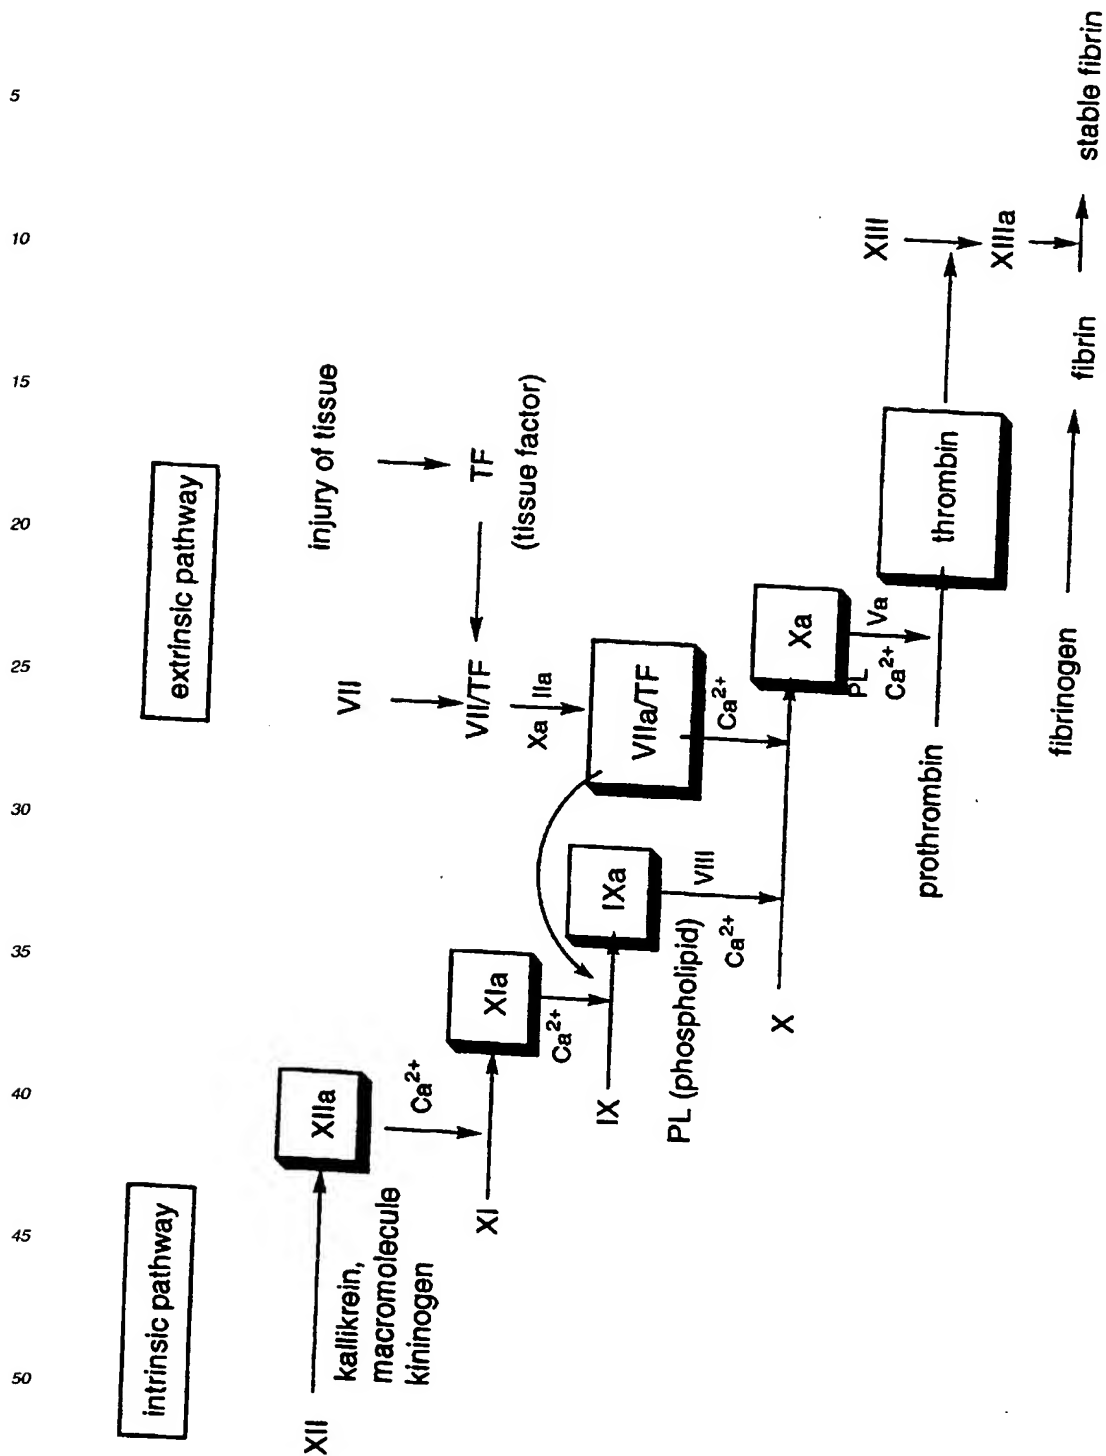 5
10
15
20
25
30
35
40
45
50
intrinsic pathway
extrinsic pathway
XII
XIIa
kallikrein,
macromolecule
kininogen
Ca2+
XI
XIa
Ca2+
IX
IXa
PL (phospholipid)
VIII
Ca2+
injury of tissue
VII
VII/TF
TF
(tissue factor)
Xa
IIa
VIIa/TF
Ca2+
X
Xa
PL
Va
Ca2+
prothrombin
thrombin
XIII
XIIIa
fibrinogen
fibrin
stable fibrin